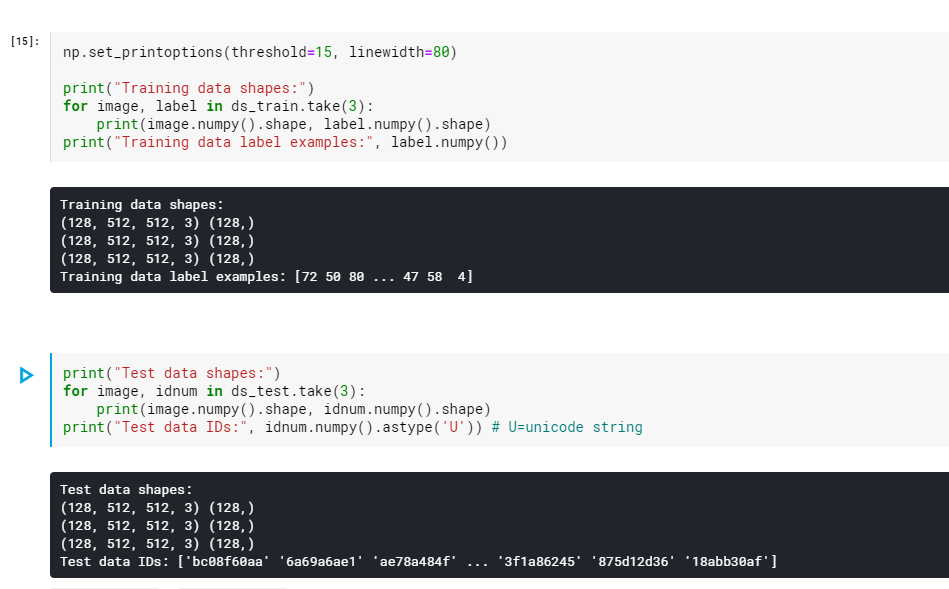 [15]:
np.set_printoptions(threshold=15, linewidth=80)
print("Training data shapes:")
for image, label in ds_train.take(3):
    print(image.numpy().shape, label.numpy().shape)
print("Training data label examples:", label.numpy())
Training data shapes:
(128, 512, 512, 3) (128,)
(128, 512, 512, 3) (128,)
(128, 512, 512, 3) (128,)
Training data label examples: [72 50 80 ... 47 58  4]
print("Test data shapes:")
for image, idnum in ds_test.take(3):
    print(image.numpy().shape, idnum.numpy().shape)
print("Test data IDs:", idnum.numpy().astype('U')) # U=unicode string
Test data shapes:
(128, 512, 512, 3) (128,)
(128, 512, 512, 3) (128,)
(128, 512, 512, 3) (128,)
Test data IDs: ['bc08f60aa' '6a69a6ae1' 'ae78a484f' ... '3f1a86245' '875d12d36' '18abb30af']